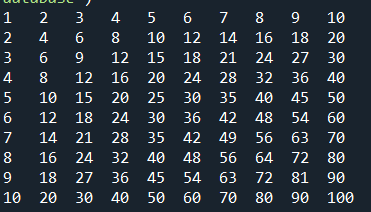 database")
1 2 3 4 5 6 7 8 9 10
2 4 6 8 10 12 14 16 18 20
3 6 9 12 15 18 21 24 27 30
4 8 12 16 20 24 28 32 36 40
5 10 15 20 25 30 35 40 45 50
6 12 18 24 30 36 42 48 54 60
7 14 21 28 35 42 49 56 63 70
8 16 24 32 40 48 56 64 72 80
9 18 27 36 45 54 63 72 81 90
10 20 30 40 50 60 70 80 90 100